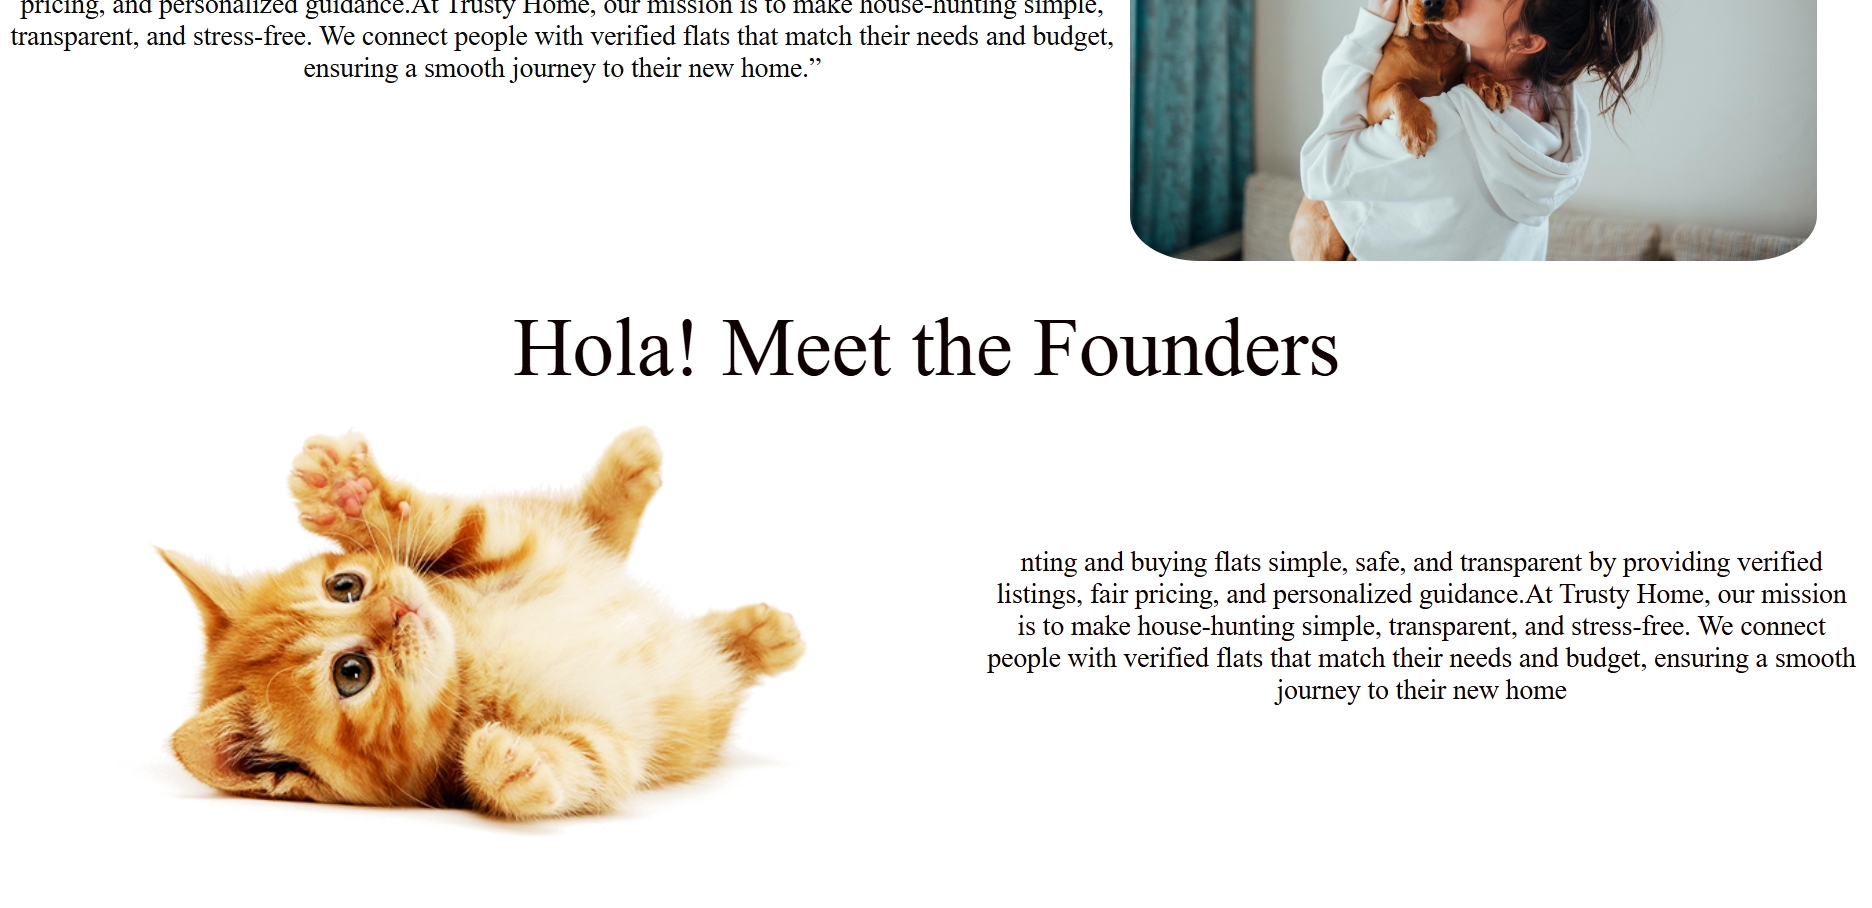 pricing, and personalized guidance.At Trusty Home, our mission is to make house-hunting simple,
transparent, and stress-free. We connect people with verified flats that match their needs and budget,
ensuring a smooth journey to their new home.”
Hola! Meet the Founders
nting and buying flats simple, safe, and transparent by providing verified
listings, fair pricing, and personalized guidance.At Trusty Home, our mission
is to make house-hunting simple, transparent, and stress-free. We connect
people with verified flats that match their needs and budget, ensuring a smooth
journey to their new home